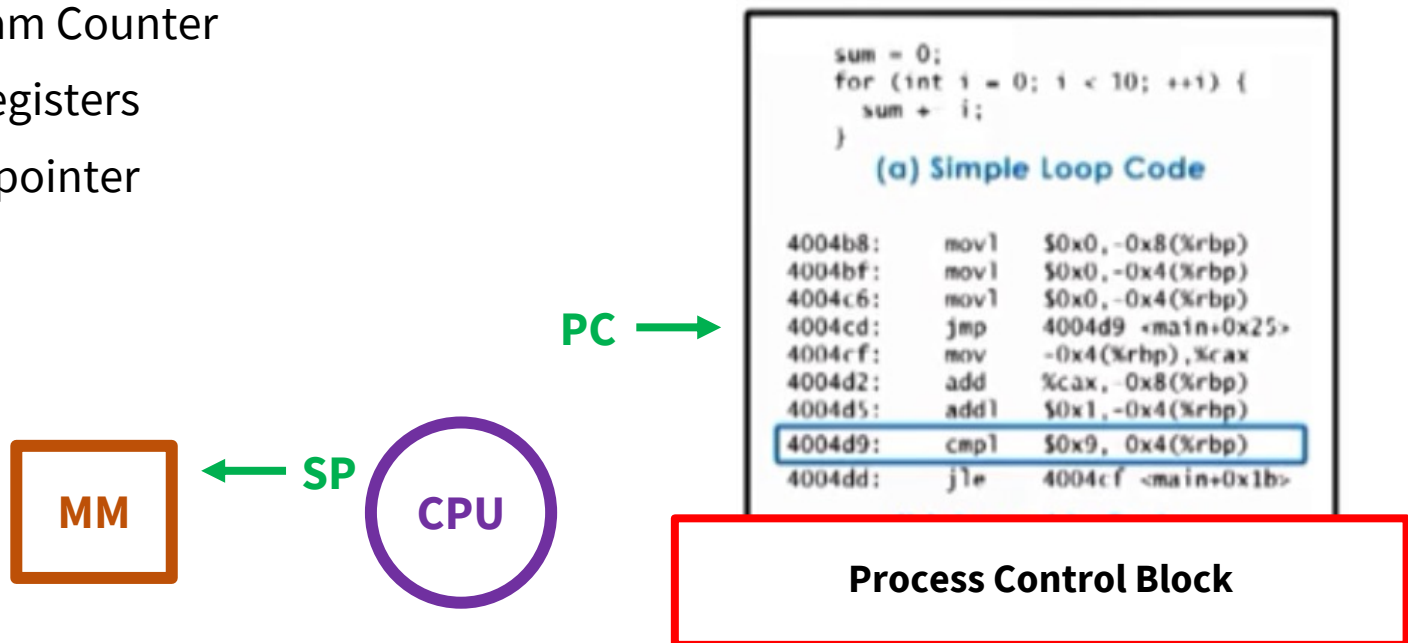 am Counter
egisters
pointer
sum = 0;
for (int i = 0; i < 10; ++i) {
sum + i;
}
(a) Simple Loop Code
4004b8: movl $0x0,-0x8(%rbp)
4004bf: movl $0x0,-0x4(%rbp)
4004c6: movl $0x0,-0x4(%rbp)
4004cd: jmp 4004d9 <main+0x25>
4004cf: mov -0x4(%rbp),%eax
4004d2: add %eax,-0x8(%rbp)
4004d5: addl $0x1,-0x4(%rbp)
4004d9: cmpl $0x9, 0x4(%rbp)
4004dd: jle 4004cf <main+0x1b>
PC
SP
MM
CPU
Process Control Block